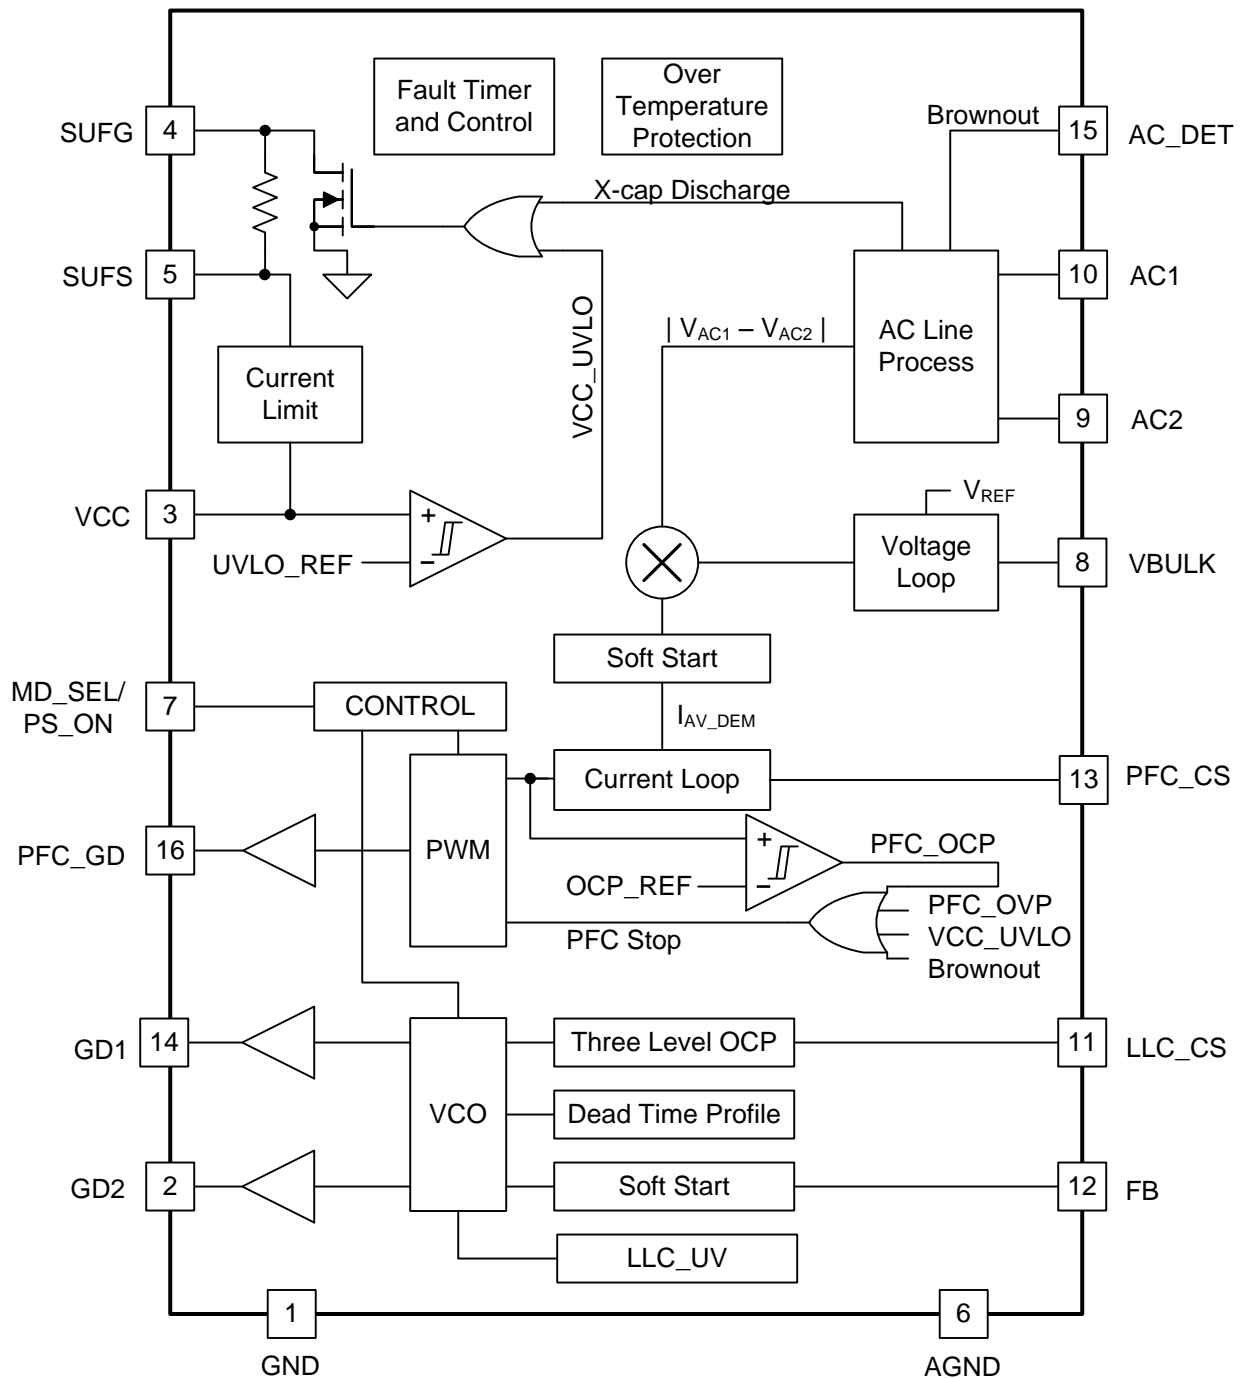 Fault Timer
and Control
Over
Temperature
Protection
SUFG
4
Brownout
15
AC_DET
X-cap Discharge
SUFS
5
10
AC1
VCC_UVLO
| VAC1 – VAC2 |
AC Line
Process
Current
Limit
9
AC2
VCC
3
+
–
UVLO_REF
VREF
Voltage
Loop
8
VBULK
Soft Start
MD_SEL/
PS_ON
7
CONTROL
IAV_DEM
Current Loop
13
PFC_CS
PFC_GD
16
PWM
+
–
OCP_REF
PFC_OCP
PFC_OVP
VCC_UVLO
Brownout
PFC Stop
GD1
14
Three Level OCP
11
LLC_CS
VCO
Dead Time Profile
GD2
2
Soft Start
12
FB
LLC_UV
1
GND
6
AGND